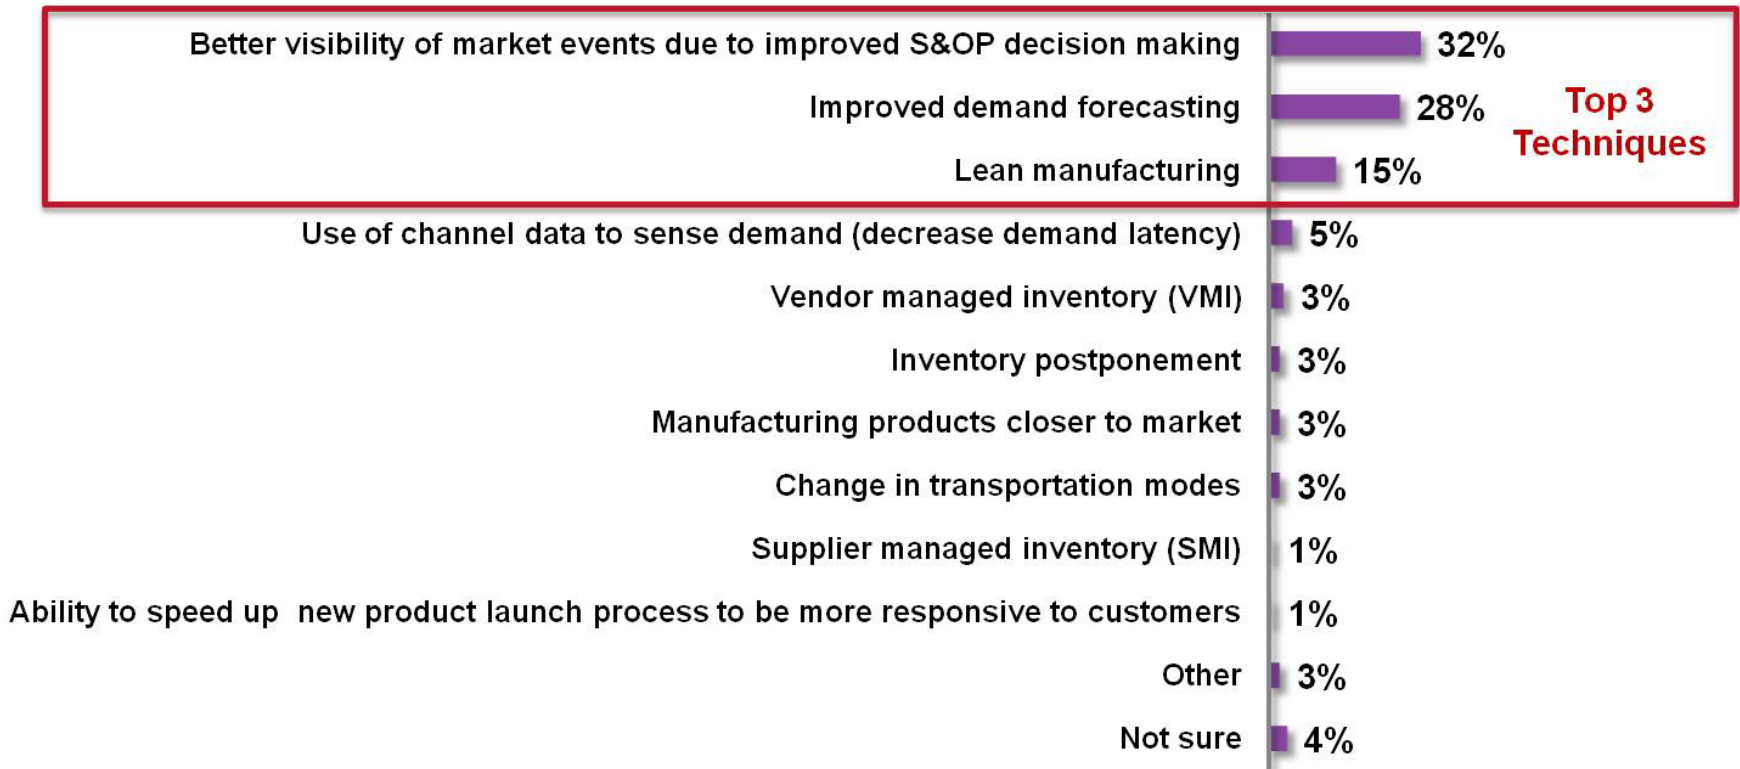 Better visibility of market events due to improved S&OP decision making 32%
Improved demand forecasting 28%
Lean manufacturing 15%
Top 3
Techniques
Use of channel data to sense demand (decrease demand latency) 5%
Vendor managed inventory (VMI) 3%
Inventory postponement 3%
Manufacturing products closer to market 3%
Change in transportation modes 3%
Supplier managed inventory (SMI) 1%
Ability to speed up  new product launch process to be more responsive to customers 1%
Other 3%
Not sure 4%